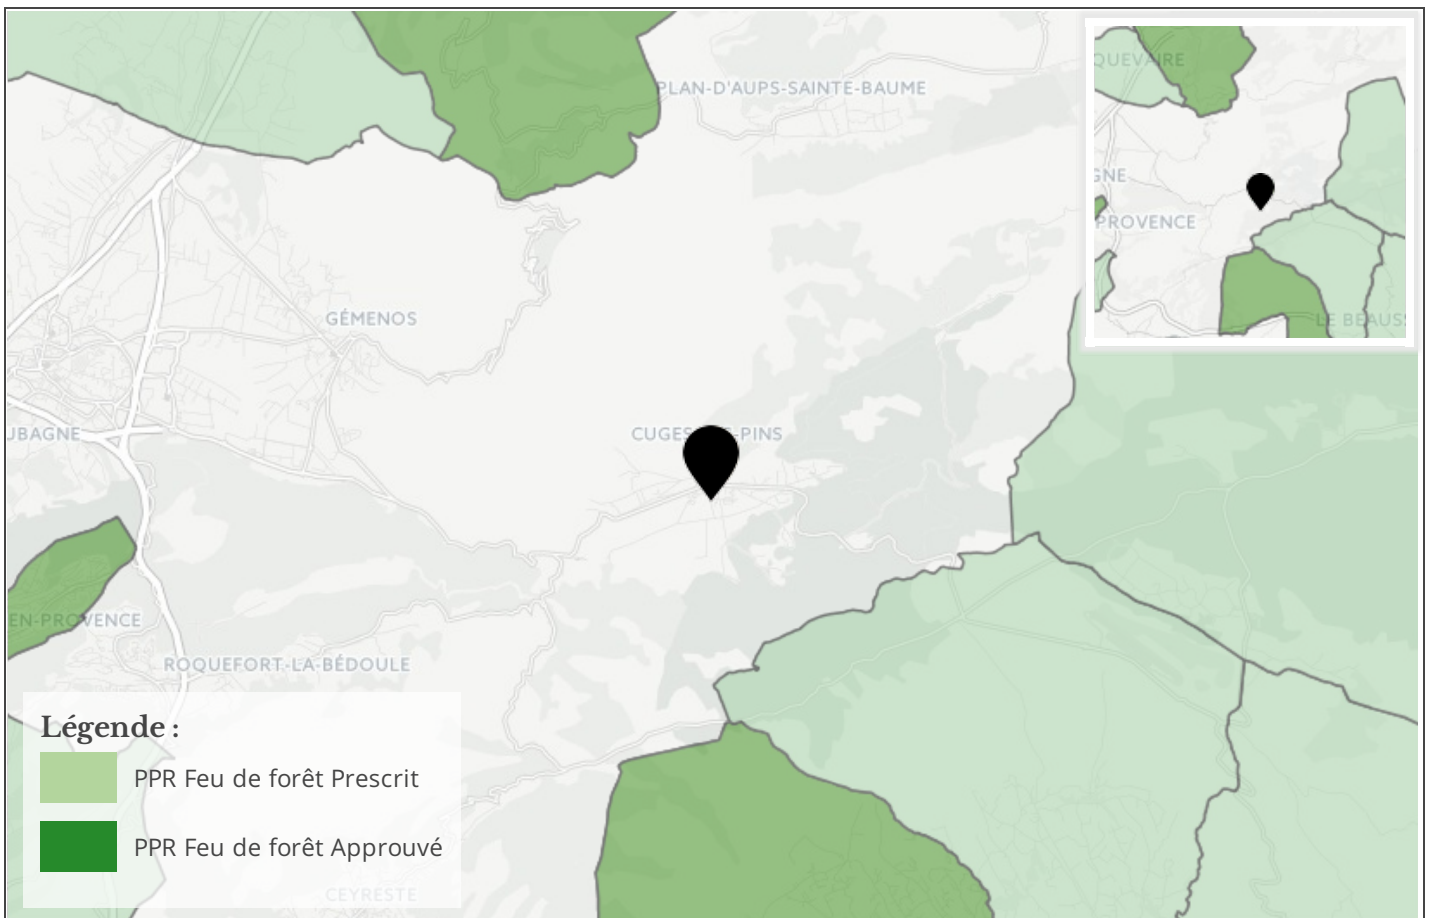 PLAN-D'AUPS-SAINTE-BAUME
QUEVAIRE
GNE
PROVENCE
LE BEAUS
GÉMENOS
UBAGNE
CUGES PINS
EN-PROVENCE
ROQUEFORT-LA-BÉDOULE
Légende :
PPR Feu de forêt Prescrit
PPR Feu de forêt Approuvé
CEYRESTE